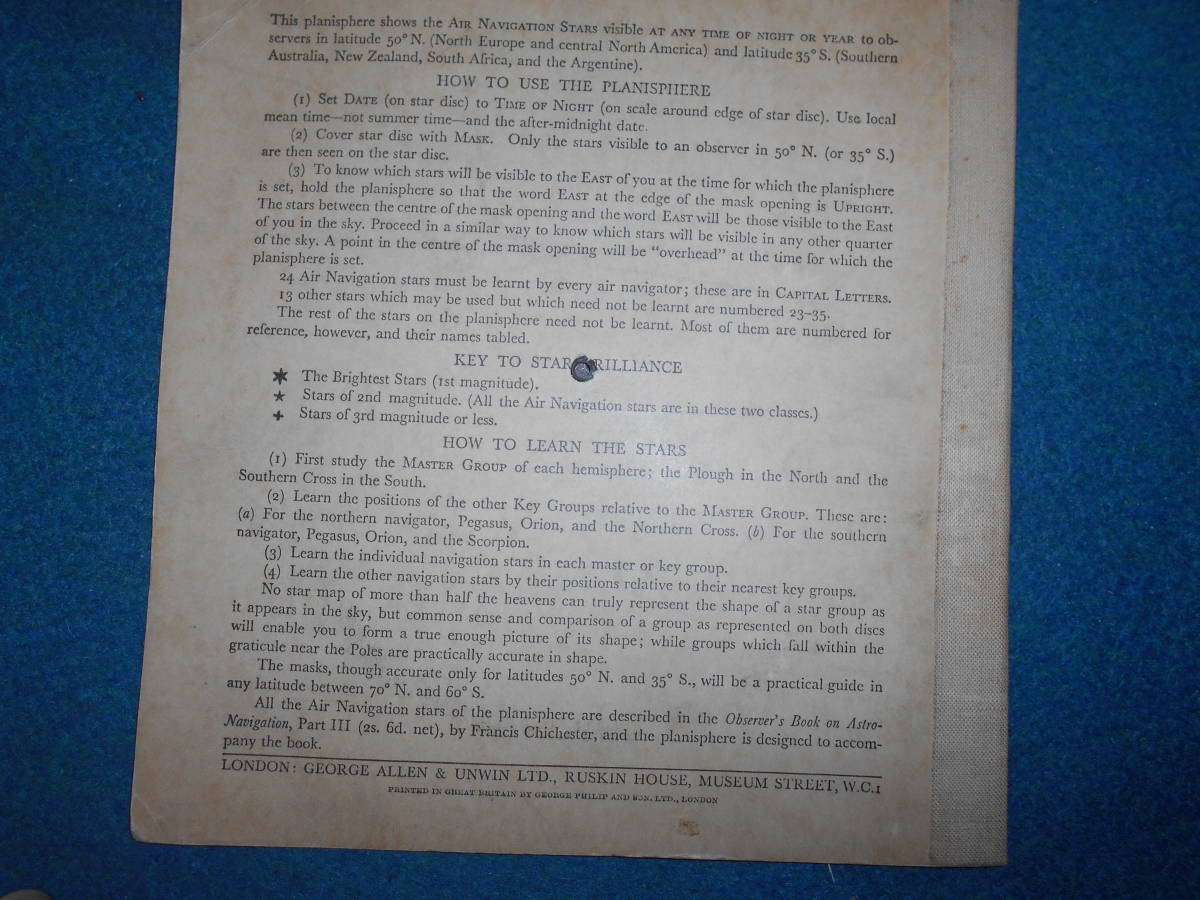 This planisphere shows the AIR NAVIGATION STARS visible AT ANY TIME OF NIGHT OR YEAR to ob-
servers in latitude 50° N. (North Europe and central North America) and latitude 35° S. (Southern
Australia, New Zealand, South Africa, and the Argentine).
HOW TO USE THE PLANISPHERE
(1) Set DATE (on star disc) to TIME OF NIGHT (on scale around edge of star disc). Use local
mean time—not summer time—and the after-midnight date.
(2) Cover star disc with MASK. Only the stars visible to an observer in 50° N. (or 35° S.)
are then seen on the star disc.
(3) To know which stars will be visible to the EAST of you at the time for which the planisphere
is set, hold the planisphere so that the word EAST at the edge of the mask opening is UPRIGHT.
The stars between the centre of the mask opening and the word EAST will be those visible to the East
of you in the sky. Proceed in a similar way to know which stars will be visible in any other quarter
of the sky. A point in the centre of the mask opening will be "overhead" at the time for which the
planisphere is set.
24 Air Navigation stars must be learnt by every air navigator; these are in CAPITAL LETTERS.
13 other stars which may be used but which need not be learnt are numbered 23–35.
The rest of the stars on the planisphere need not be learnt. Most of them are numbered for
reference, however, and their names tabled.
KEY TO STAR RILLIANCE
The Brightest Stars (1st magnitude).
Stars of 2nd magnitude. (All the Air Navigation stars are in these two classes.)
Stars of 3rd magnitude or less.
HOW TO LEARN THE STARS
(1) First study the MASTER GROUP of each hemisphere; the Plough in the North and the
Southern Cross in the South.
(2) Learn the positions of the other Key Groups relative to the MASTER GROUP. These are:
(a) For the northern navigator, Pegasus, Orion, and the Northern Cross. (b) For the southern
navigator, Pegasus, Orion, and the Scorpion.
(3) Learn the individual navigation stars in each master or key group.
(4) Learn the other navigation stars by their positions relative to their nearest key groups.
No star map of more than half the heavens can truly represent the shape of a star group as
it appears in the sky, but common sense and comparison of a group as represented on both discs
will enable you to form a true enough picture of its shape; while groups which fall within the
graticule near the Poles are practically accurate in shape.
The masks, though accurate only for latitudes 50° N. and 35° S., will be a practical guide in
any latitude between 70° N. and 60° S.
All the Air Navigation stars of the planisphere are described in the Observer's Book on Astro-
Navigation, Part III (2s. 6d. net), by Francis Chichester, and the planisphere is designed to accom-
pany the book.
LONDON: GEORGE ALLEN & UNWIN LTD., RUSKIN HOUSE, MUSEUM STREET, W.C.1
PRINTED IN GREAT BRITAIN BY GEORGE PHILIP AND SON, LTD., LONDON